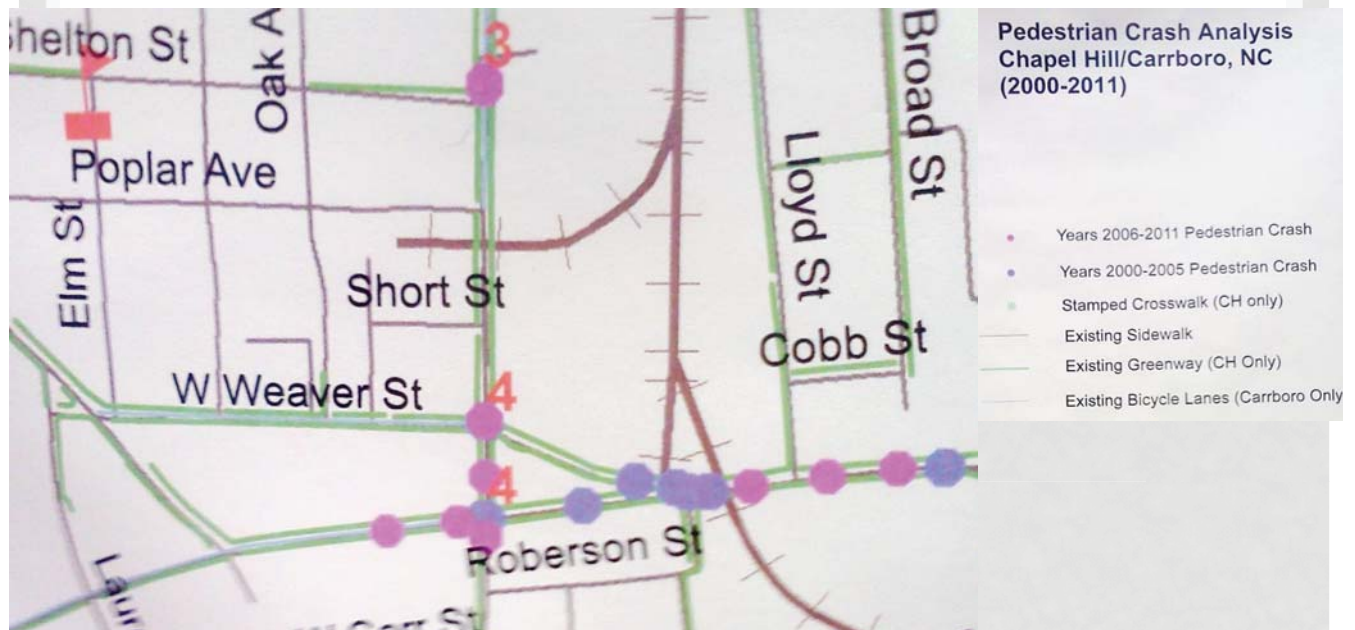 Shelton St
Oak A
3
Broad St
Poplar Ave
Elm St
Lloyd St
Short St
Cobb St
W Weaver St
4
4
Roberson St
Laur
Pedestrian Crash Analysis
Chapel Hill/Carrboro, NC
(2000-2011)
Years 2006-2011 Pedestrian Crash
Years 2000-2005 Pedestrian Crash
Stamped Crosswalk (CH only)
Existing Sidewalk
Existing Greenway (CH Only)
Existing Bicycle Lanes (Carrboro Only